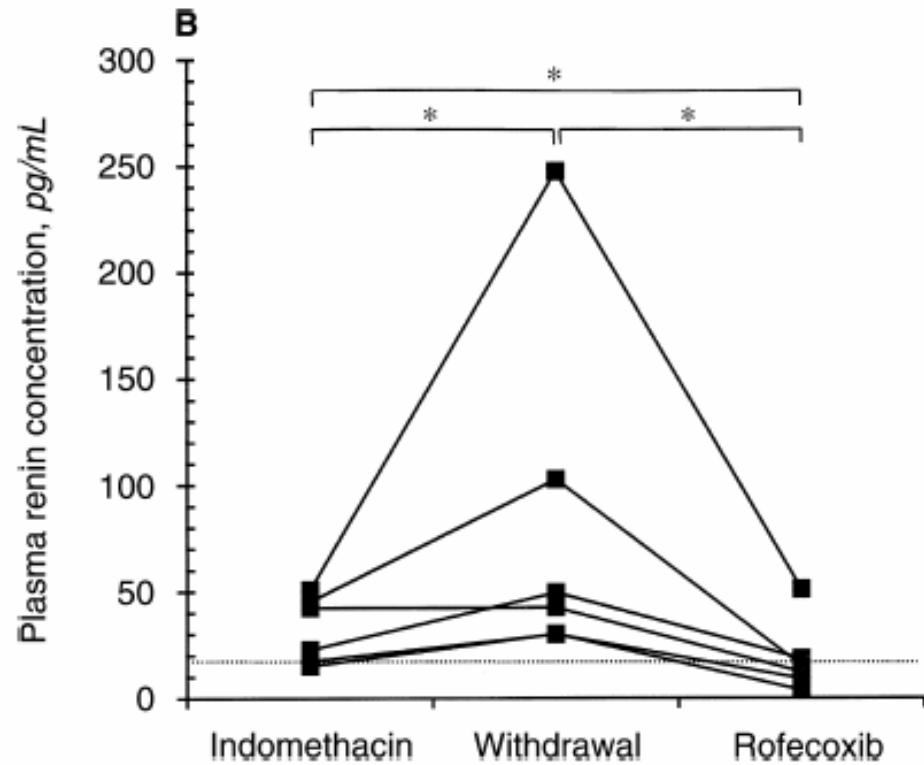 B
Plasma renin concentration, pg/mL
300
250
200
150
100
50
0
*
*
*
Indomethacin
Withdrawal
Rofecoxib